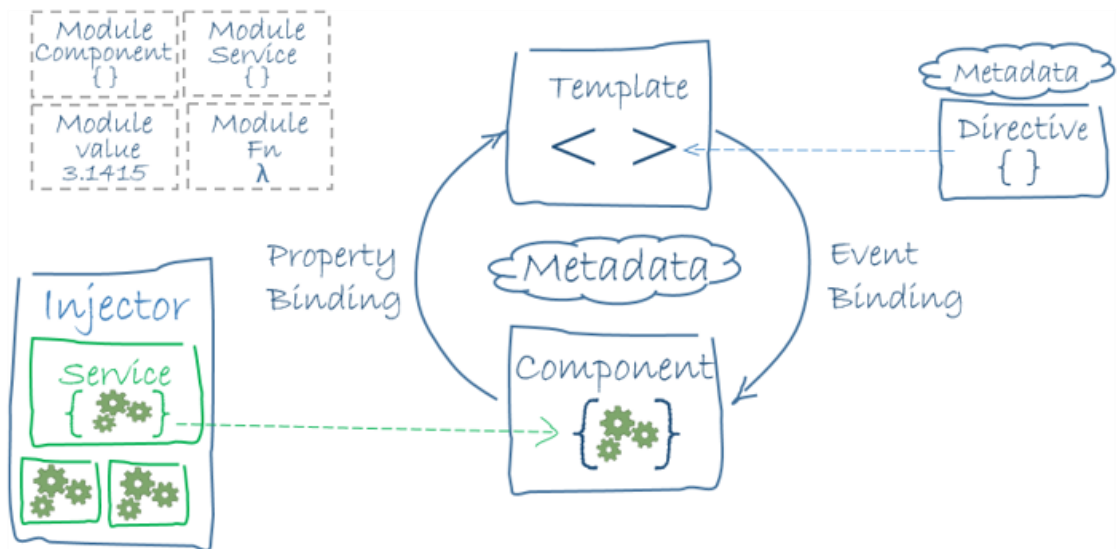 Module
Component
{ }
Module
Service
{ }
Module
value
3.1415
Module
Fn
λ
Template
< >
Metadata
Directive
{ }
Property
Binding
Metadata
Event
Binding
Injector
Service
{ }
Component
{ }